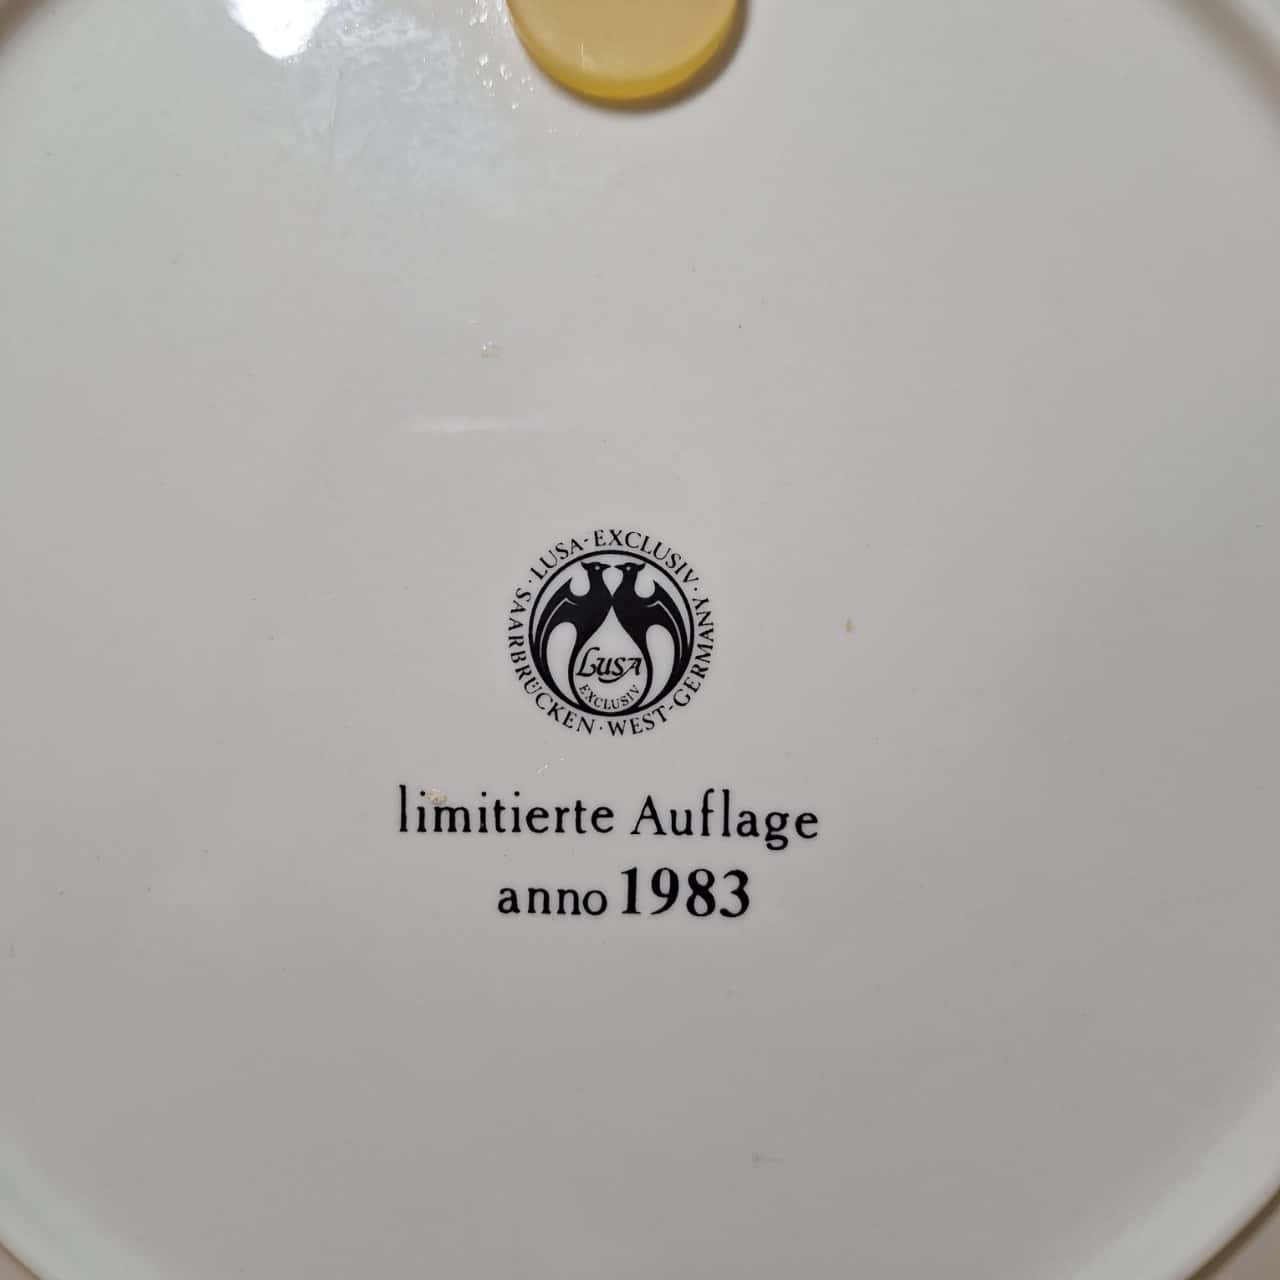 LUSA-EXCLUSIV · SAARBRÜCKEN · WEST-GERMANY ·
LUSA
EXCLUSIV
limitierte Auflage
anno 1983